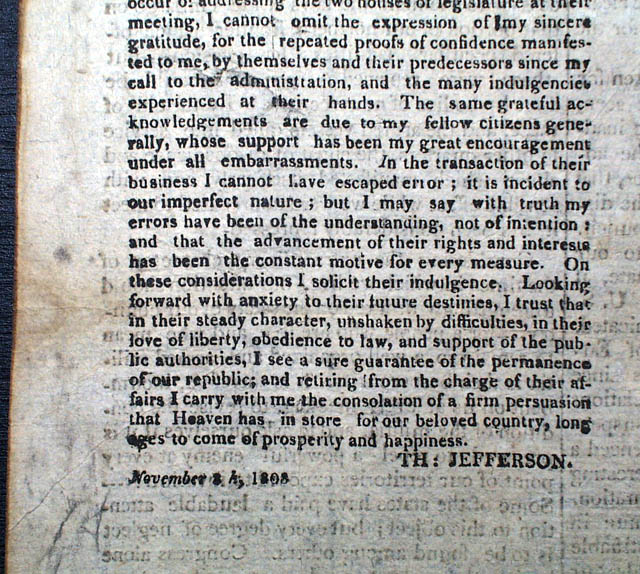 occur of addressing the two houses of legislature at their
meeting, I cannot omit the expression of my sincere
gratitude, for the repeated proofs of confidence manifes-
ted to me, by themselves and their predecessors since my
call to the administration, and the many indulgencies
experienced at their hands. The same grateful ac-
knowledgements are due to my fellow citizens gene-
rally, whose support has been my great encouragement
under all embarrassments. In the transaction of their
business I cannot have escaped error; it is incident to
our imperfect nature; but I may say with truth my
errors have been of the understanding, not of intention:
and that the advancement of their rights and interests
has been the constant motive for every measure. On
these considerations I solicit their indulgence. Looking
forward with anxiety to their future destinies, I trust that
in their steady character, unshaken by difficulties, in their
love of liberty, obedience to law, and support of the pub-
lic authorities, I see a sure guarantee of the permanence
of our republic; and retiring from the charge of their af-
fairs I carry with me the consolation of a firm persuasion
that Heaven has in store for our beloved country, long
ages to come of prosperity and happiness.
TH: JEFFERSON.
November 8 h, 1808